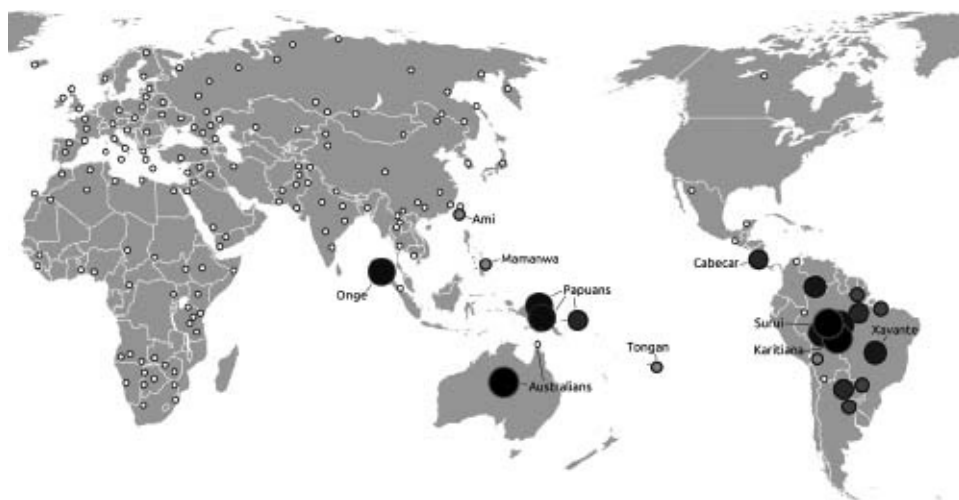 Ami
Mamanwa
Cabecar
Onge
Papuans
Surui
Xavante
Tongan
Karitiana
Australians